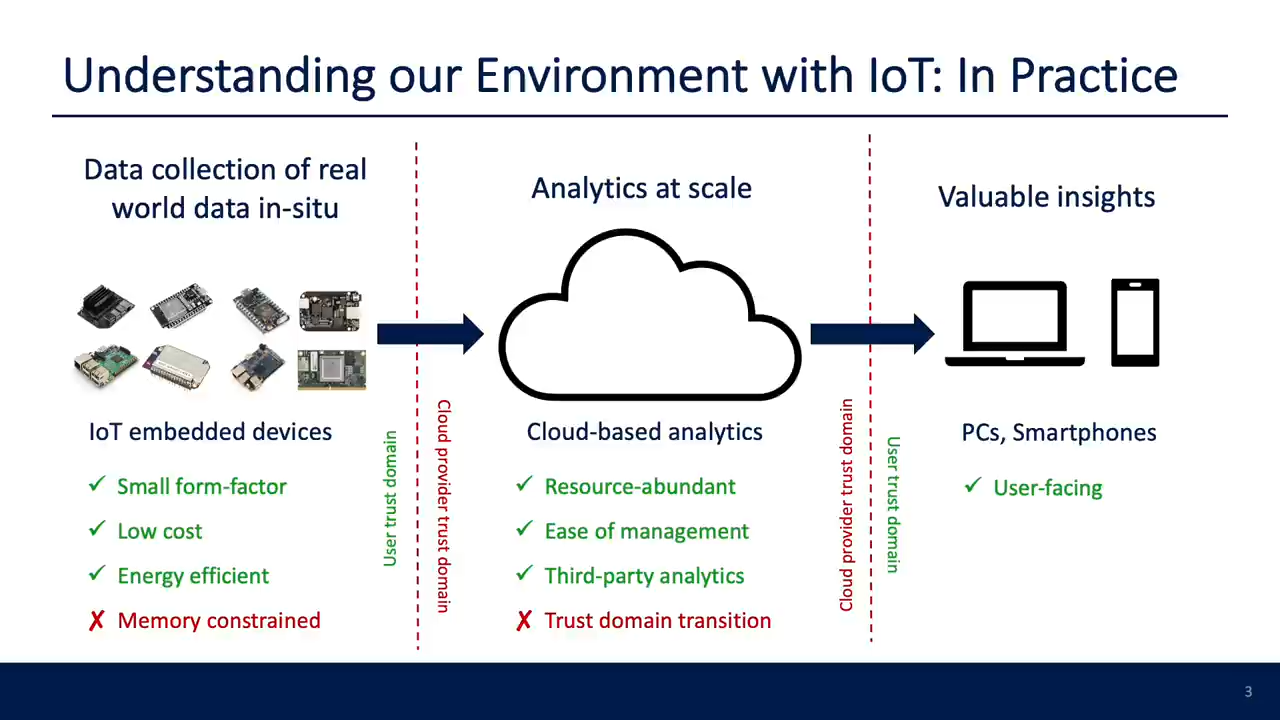 Understanding our Environment with IoT: In Practice
Data collection of real
world data in-situ
IoT embedded devices
✓ Small form-factor
✓ Low cost
✓ Energy efficient
✗ Memory constrained
User trust domain
Cloud provider trust domain
Analytics at scale
Cloud-based analytics
✓ Resource-abundant
✓ Ease of management
✓ Third-party analytics
✗ Trust domain transition
Cloud provider trust domain
User trust domain
Valuable insights
PCs, Smartphones
✓ User-facing
3